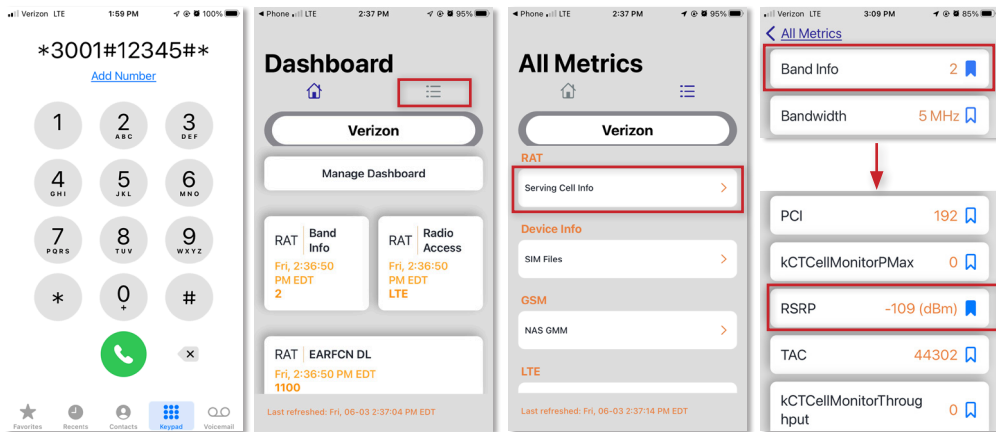 Verizon LTE 1:59 PM 100%
*3001#12345#*
Add Number
1
2 ABC
3 DEF
4 GHI
5 JKL
6 MNO
7 PQRS
8 TUV
9 WXYZ
*
0 +
#
Favorites Recents Contacts Keypad Voicemail
Phone LTE 2:37 PM 95%
Dashboard
Verizon
Manage Dashboard
RAT Band Info
Fri, 2:36:50
PM EDT
2
RAT Radio Access
Fri, 2:36:50
PM EDT
LTE
RAT EARFCN DL
Fri, 2:36:50 PM EDT
1100
Last refreshed: Fri, 06-03 2:37:04 PM EDT
Phone LTE 2:37 PM 95%
All Metrics
Verizon
RAT
Serving Cell Info
Device Info
SIM Files
GSM
NAS GMM
LTE
Last refreshed: Fri, 06-03 2:37:14 PM EDT
Verizon LTE 3:09 PM 85%
All Metrics
Band Info 2
Bandwidth 5 MHz
PCI 192
kCTCellMonitorPMax 0
RSRP -109 (dBm)
TAC 44302
kCTCellMonitorThroug
hput 0